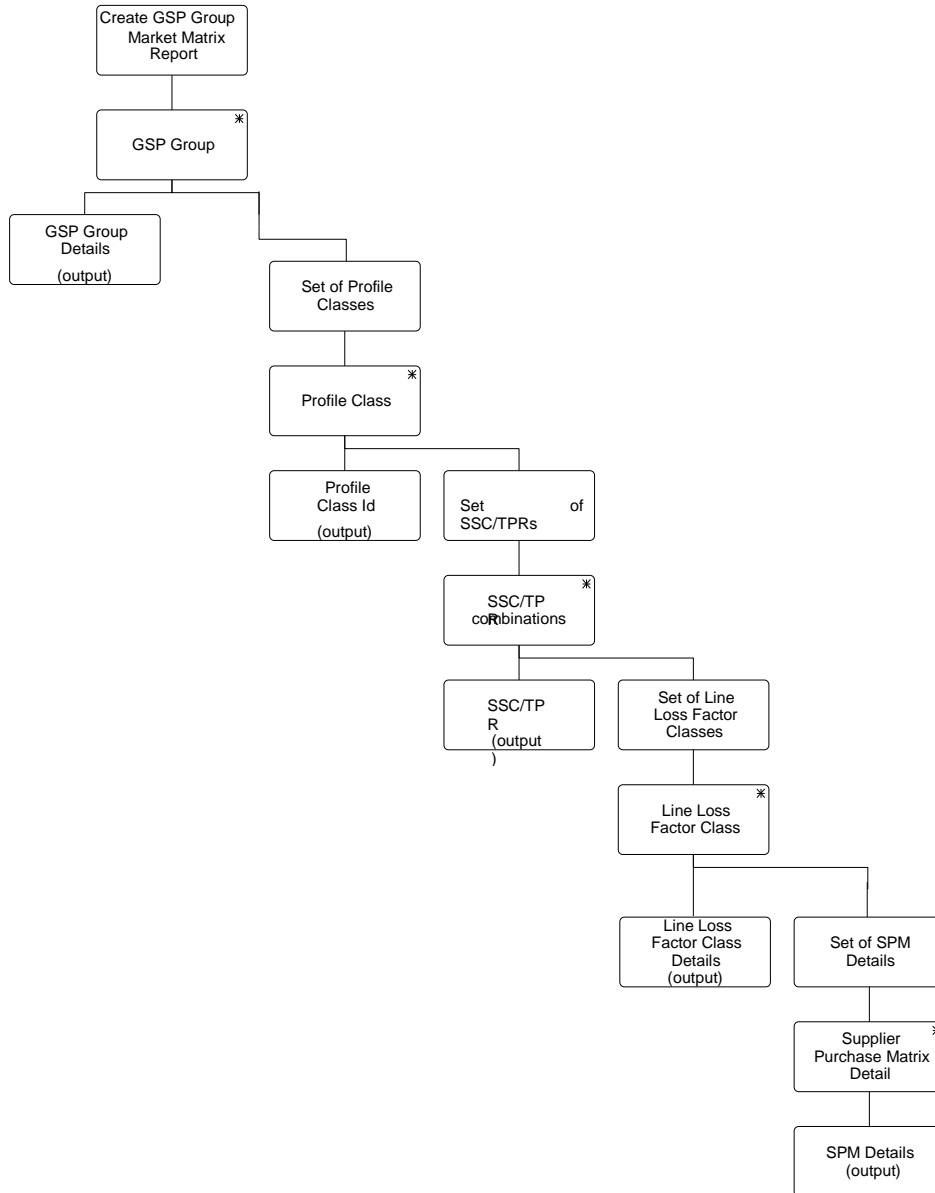 Create GSP Group
Market Matrix
Report
*
GSP Group
GSP Group
Details
(output)
Set of Profile
Classes
*
Profile Class
Profile
Class Id
(output)
Set of
SSC/TPRs
*
SSC/TP
R
combinations
SSC/TP
R
(output
)
Set of Line
Loss Factor
Classes
*
Line Loss
Factor Class
Line Loss
Factor Class
Details
(output)
Set of SPM
Details
*
Supplier
Purchase Matrix
Detail
SPM Details
(output)